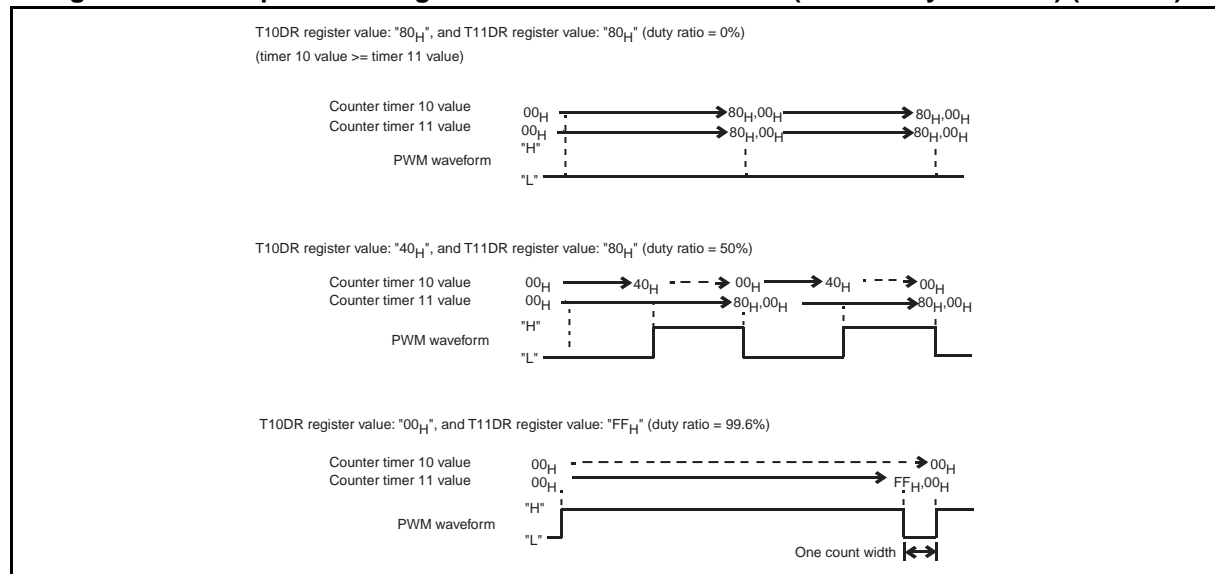 T10DR register value: "80H", and T11DR register value: "80H" (duty ratio = 0%)
(timer 10 value >= timer 11 value)
Counter timer 10 value 00H 80H,00H 80H,00H
Counter timer 11 value 00H 80H,00H 80H,00H
"H"
PWM waveform
"L"
T10DR register value: "40H", and T11DR register value: "80H" (duty ratio = 50%)
Counter timer 10 value 00H 40H 00H 40H 00H
Counter timer 11 value 00H 80H,00H 80H,00H
"H"
PWM waveform
"L"
T10DR register value: "00H", and T11DR register value: "FFH" (duty ratio = 99.6%)
Counter timer 10 value 00H 00H
Counter timer 11 value 00H FFH,00H
"H"
PWM waveform
"L"
One count width